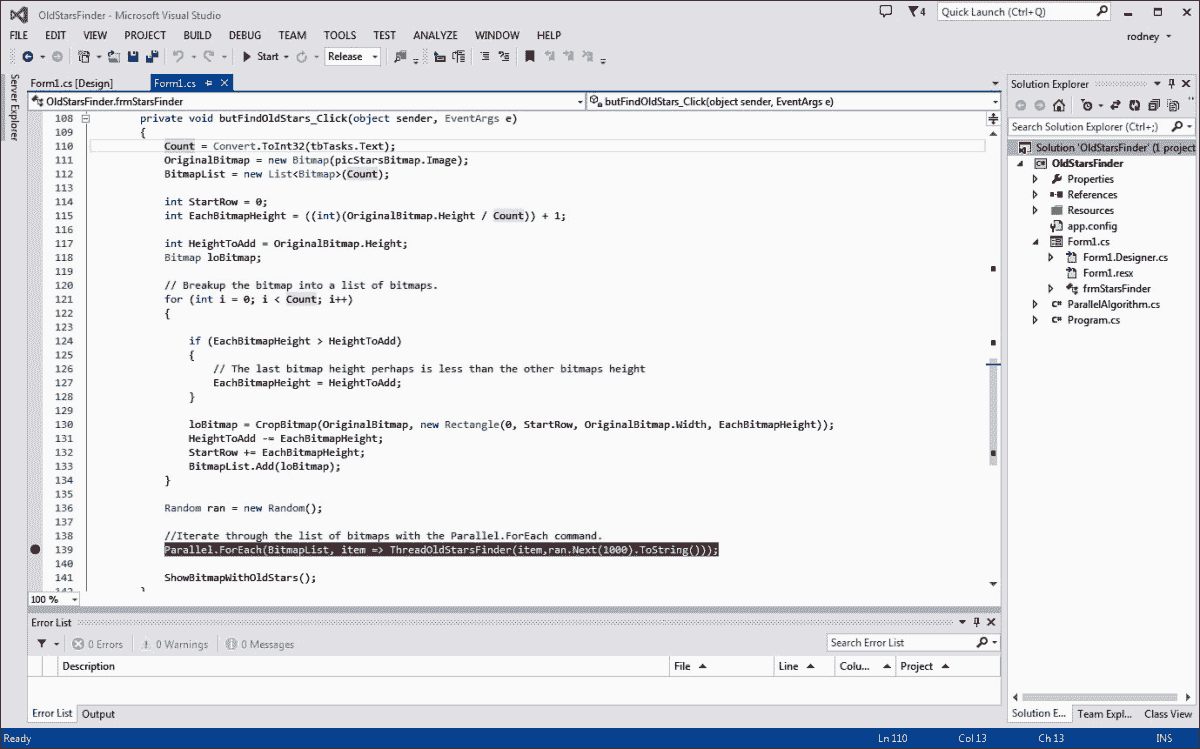 OldStarsFinder - Microsoft Visual Studio
4
Quick Launch (Ctrl+Q)
FILE EDIT VIEW PROJECT BUILD DEBUG TEAM TOOLS TEST ANALYZE WINDOW HELP
rodney
Start
Release
Server Explorer
Form1.cs [Design]
Form1.cs
OldStarsFinder.frmStarsFinder
butFindOldStars_Click(object sender, EventArgs e)
108 private void butFindOldStars_Click(object sender, EventArgs e)
109 {
110 Count = Convert.ToInt32(tbTasks.Text);
111 OriginalBitmap = new Bitmap(picStarsBitmap.Image);
112 BitmapList = new List<Bitmap>(Count);
113
114 int StartRow = 0;
115 int EachBitmapHeight = ((int)(OriginalBitmap.Height / Count)) + 1;
116
117 int HeightToAdd = OriginalBitmap.Height;
118 Bitmap loBitmap;
119
120 // Breakup the bitmap into a list of bitmaps.
121 for (int i = 0; i < Count; i++)
122 {
123
124 if (EachBitmapHeight > HeightToAdd)
125 {
126 // The last bitmap height perhaps is less than the other bitmaps height
127 EachBitmapHeight = HeightToAdd;
128 }
129
130 loBitmap = CropBitmap(OriginalBitmap, new Rectangle(0, StartRow, OriginalBitmap.Width, EachBitmapHeight));
131 HeightToAdd -= EachBitmapHeight;
132 StartRow += EachBitmapHeight;
133 BitmapList.Add(loBitmap);
134 }
135
136 Random ran = new Random();
137
138 //Iterate through the list of bitmaps with the Parallel.ForEach command.
139 Parallel.ForEach(BitmapList, item => ThreadOldStarsFinder(item,ran.Next(1000).ToString()));
140
141 ShowBitmapWithOldStars();
142 }
100 %
Error List
0 Errors
0 Warnings
0 Messages
Search Error List
Description File Line Colu... Project
Error List Output
Solution Explorer
Search Solution Explorer (Ctrl+;)
Solution 'OldStarsFinder' (1 project
C# OldStarsFinder
Properties
References
Resources
app.config
Form1.cs
Form1.Designer.cs
Form1.resx
frmStarsFinder
C# ParallelAlgorithm.cs
C# Program.cs
Solution E... Team Expl... Class View
Ready Ln 110 Col 13 Ch 13 INS